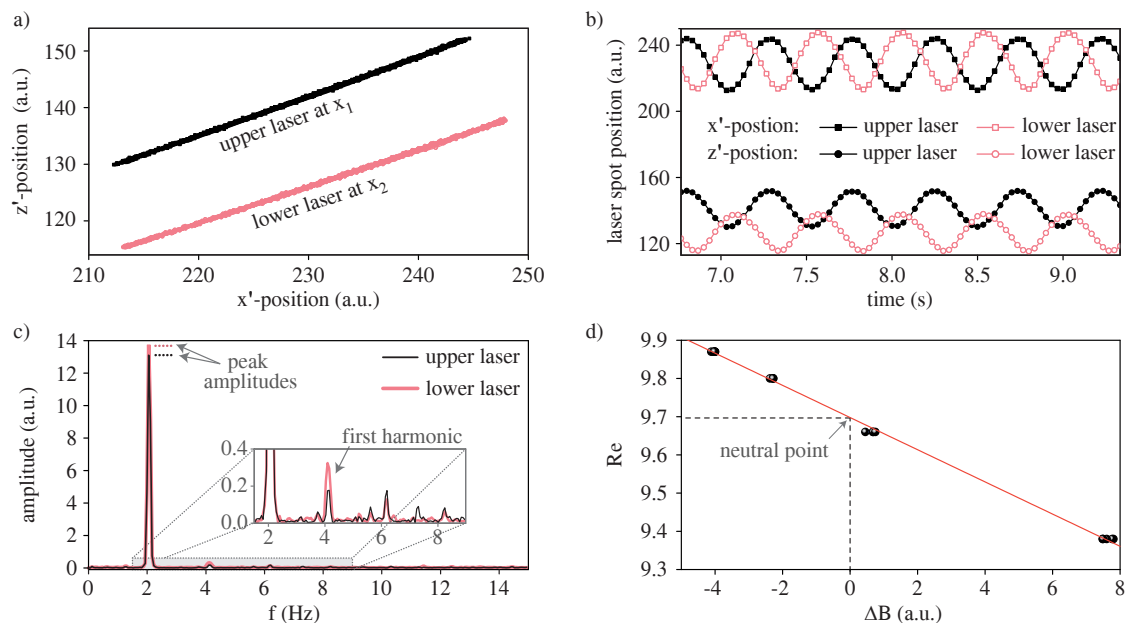 a)
z'-position (a.u.)
150
140
130
120
210
220
230
240
250
x'-position (a.u.)
upper laser at x1
lower laser at x2
b)
laser spot position (a.u.)
240
200
160
120
x'-postion: upper laser lower laser
z'-postion: upper laser lower laser
7.0
7.5
8.0
8.5
9.0
time (s)
c)
amplitude (a.u.)
14
12
10
8
6
4
2
0
peak
amplitudes
upper laser
lower laser
first harmonic
0.4
0.2
0.0
2
4
6
8
0
2
4
6
8
10
12
14
f (Hz)
d)
Re
9.9
9.8
9.7
9.6
9.5
9.4
9.3
neutral point
-4
-2
0
2
4
6
8
ΔB (a.u.)